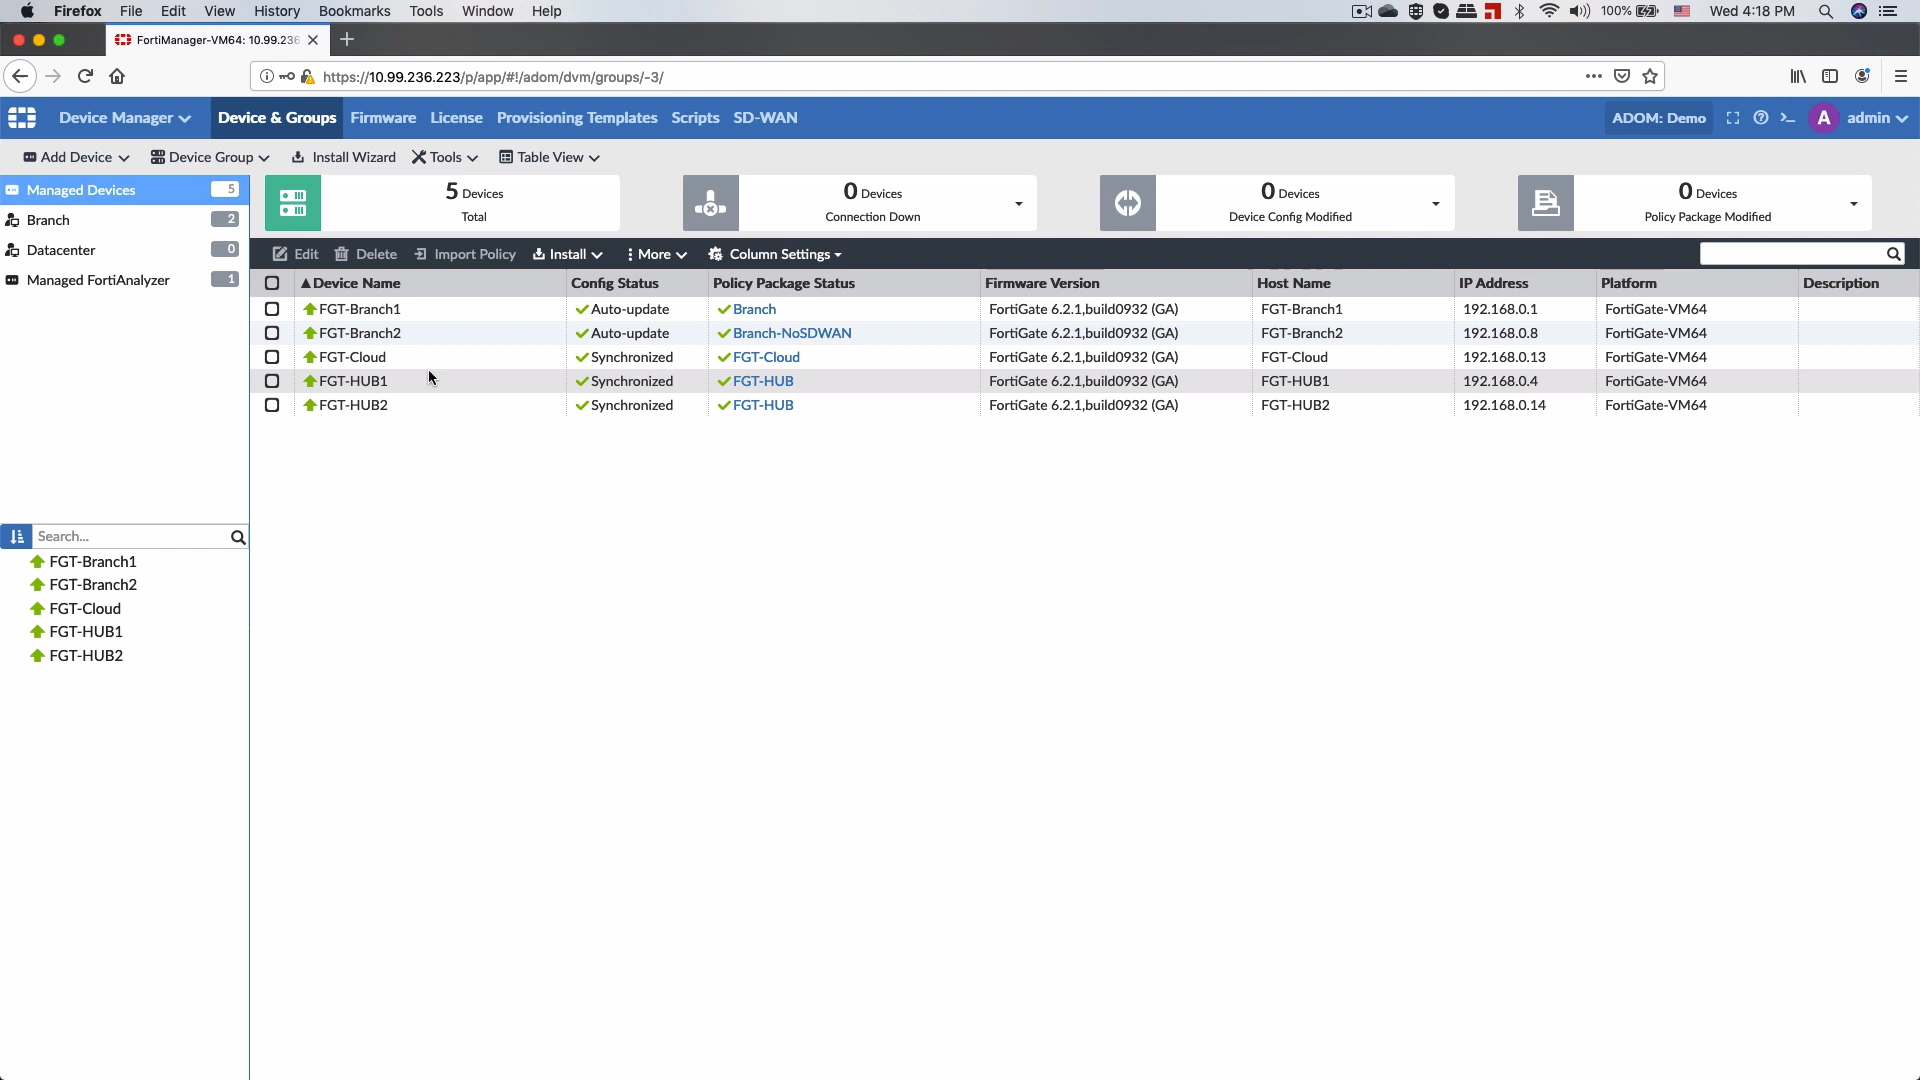 Firefox File Edit View History Bookmarks Tools Window Help 100% Wed 4:18 PM
FortiManager-VM64: 10.99.236
https://10.99.236.223/p/app/#!/adom/dvm/groups/-3/
Device Manager Device & Groups Firmware License Provisioning Templates Scripts SD-WAN ADOM: Demo A admin
Add Device Device Group Install Wizard Tools Table View
Managed Devices 5
Branch 2
Datacenter 0
Managed FortiAnalyzer 1
5 Devices
Total
0 Devices
Connection Down
0 Devices
Device Config Modified
0 Devices
Policy Package Modified
Edit Delete Import Policy Install More Column Settings
Device Name Config Status Policy Package Status Firmware Version Host Name IP Address Platform Description
FGT-Branch1 Auto-update Branch FortiGate 6.2.1,build0932 (GA) FGT-Branch1 192.168.0.1 FortiGate-VM64
FGT-Branch2 Auto-update Branch-NoSDWAN FortiGate 6.2.1,build0932 (GA) FGT-Branch2 192.168.0.8 FortiGate-VM64
FGT-Cloud Synchronized FGT-Cloud FortiGate 6.2.1,build0932 (GA) FGT-Cloud 192.168.0.13 FortiGate-VM64
FGT-HUB1 Synchronized FGT-HUB FortiGate 6.2.1,build0932 (GA) FGT-HUB1 192.168.0.4 FortiGate-VM64
FGT-HUB2 Synchronized FGT-HUB FortiGate 6.2.1,build0932 (GA) FGT-HUB2 192.168.0.14 FortiGate-VM64
Search...
FGT-Branch1
FGT-Branch2
FGT-Cloud
FGT-HUB1
FGT-HUB2